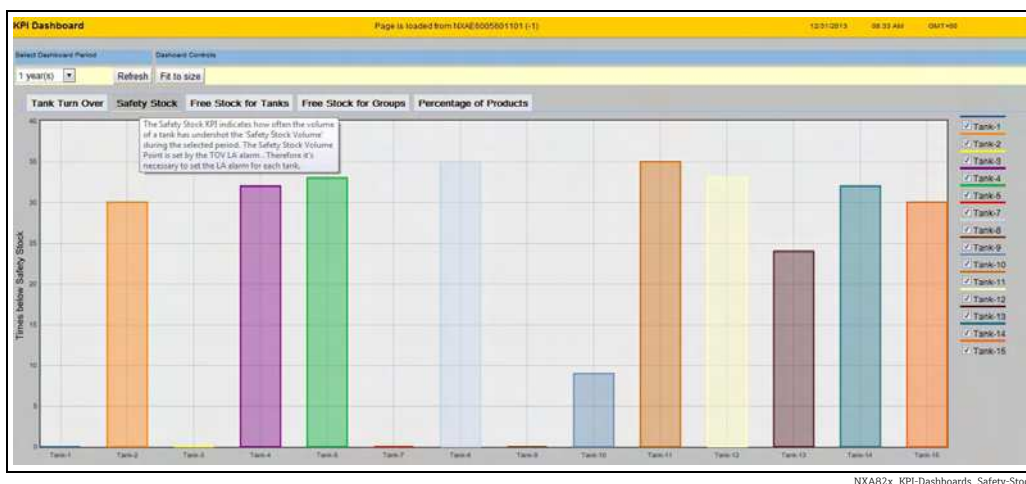 KPI Dashboard
Page is loaded from NXAE6005601101 (-1)
12/31/2013 08:33 AM GMT+60
Select Dashboard Period
Dashboard Controls
1 year(s)
Refresh
Fit to size
Tank Turn Over
Safety Stock
Free Stock for Tanks
Free Stock for Groups
Percentage of Products
The Safety Stock KPI indicates how often the volume
of a tank has undershot the 'Safety Stock Volume'
during the selected period. The Safety Stock Volume
Point is set by the TOV LA alarm . Therefore it's
necessary to set the LA alarm for each tank.
Times below Safety Stock
40
35
30
25
20
15
10
5
0
Tank-1
Tank-2
Tank-3
Tank-4
Tank-5
Tank-7
Tank-8
Tank-9
Tank-10
Tank-11
Tank-12
Tank-13
Tank-14
Tank-15
Tank-1
Tank-2
Tank-3
Tank-4
Tank-5
Tank-7
Tank-8
Tank-9
Tank-10
Tank-11
Tank-12
Tank-13
Tank-14
Tank-15
NXA82x_KPI-Dashboards_Safety-Stoc